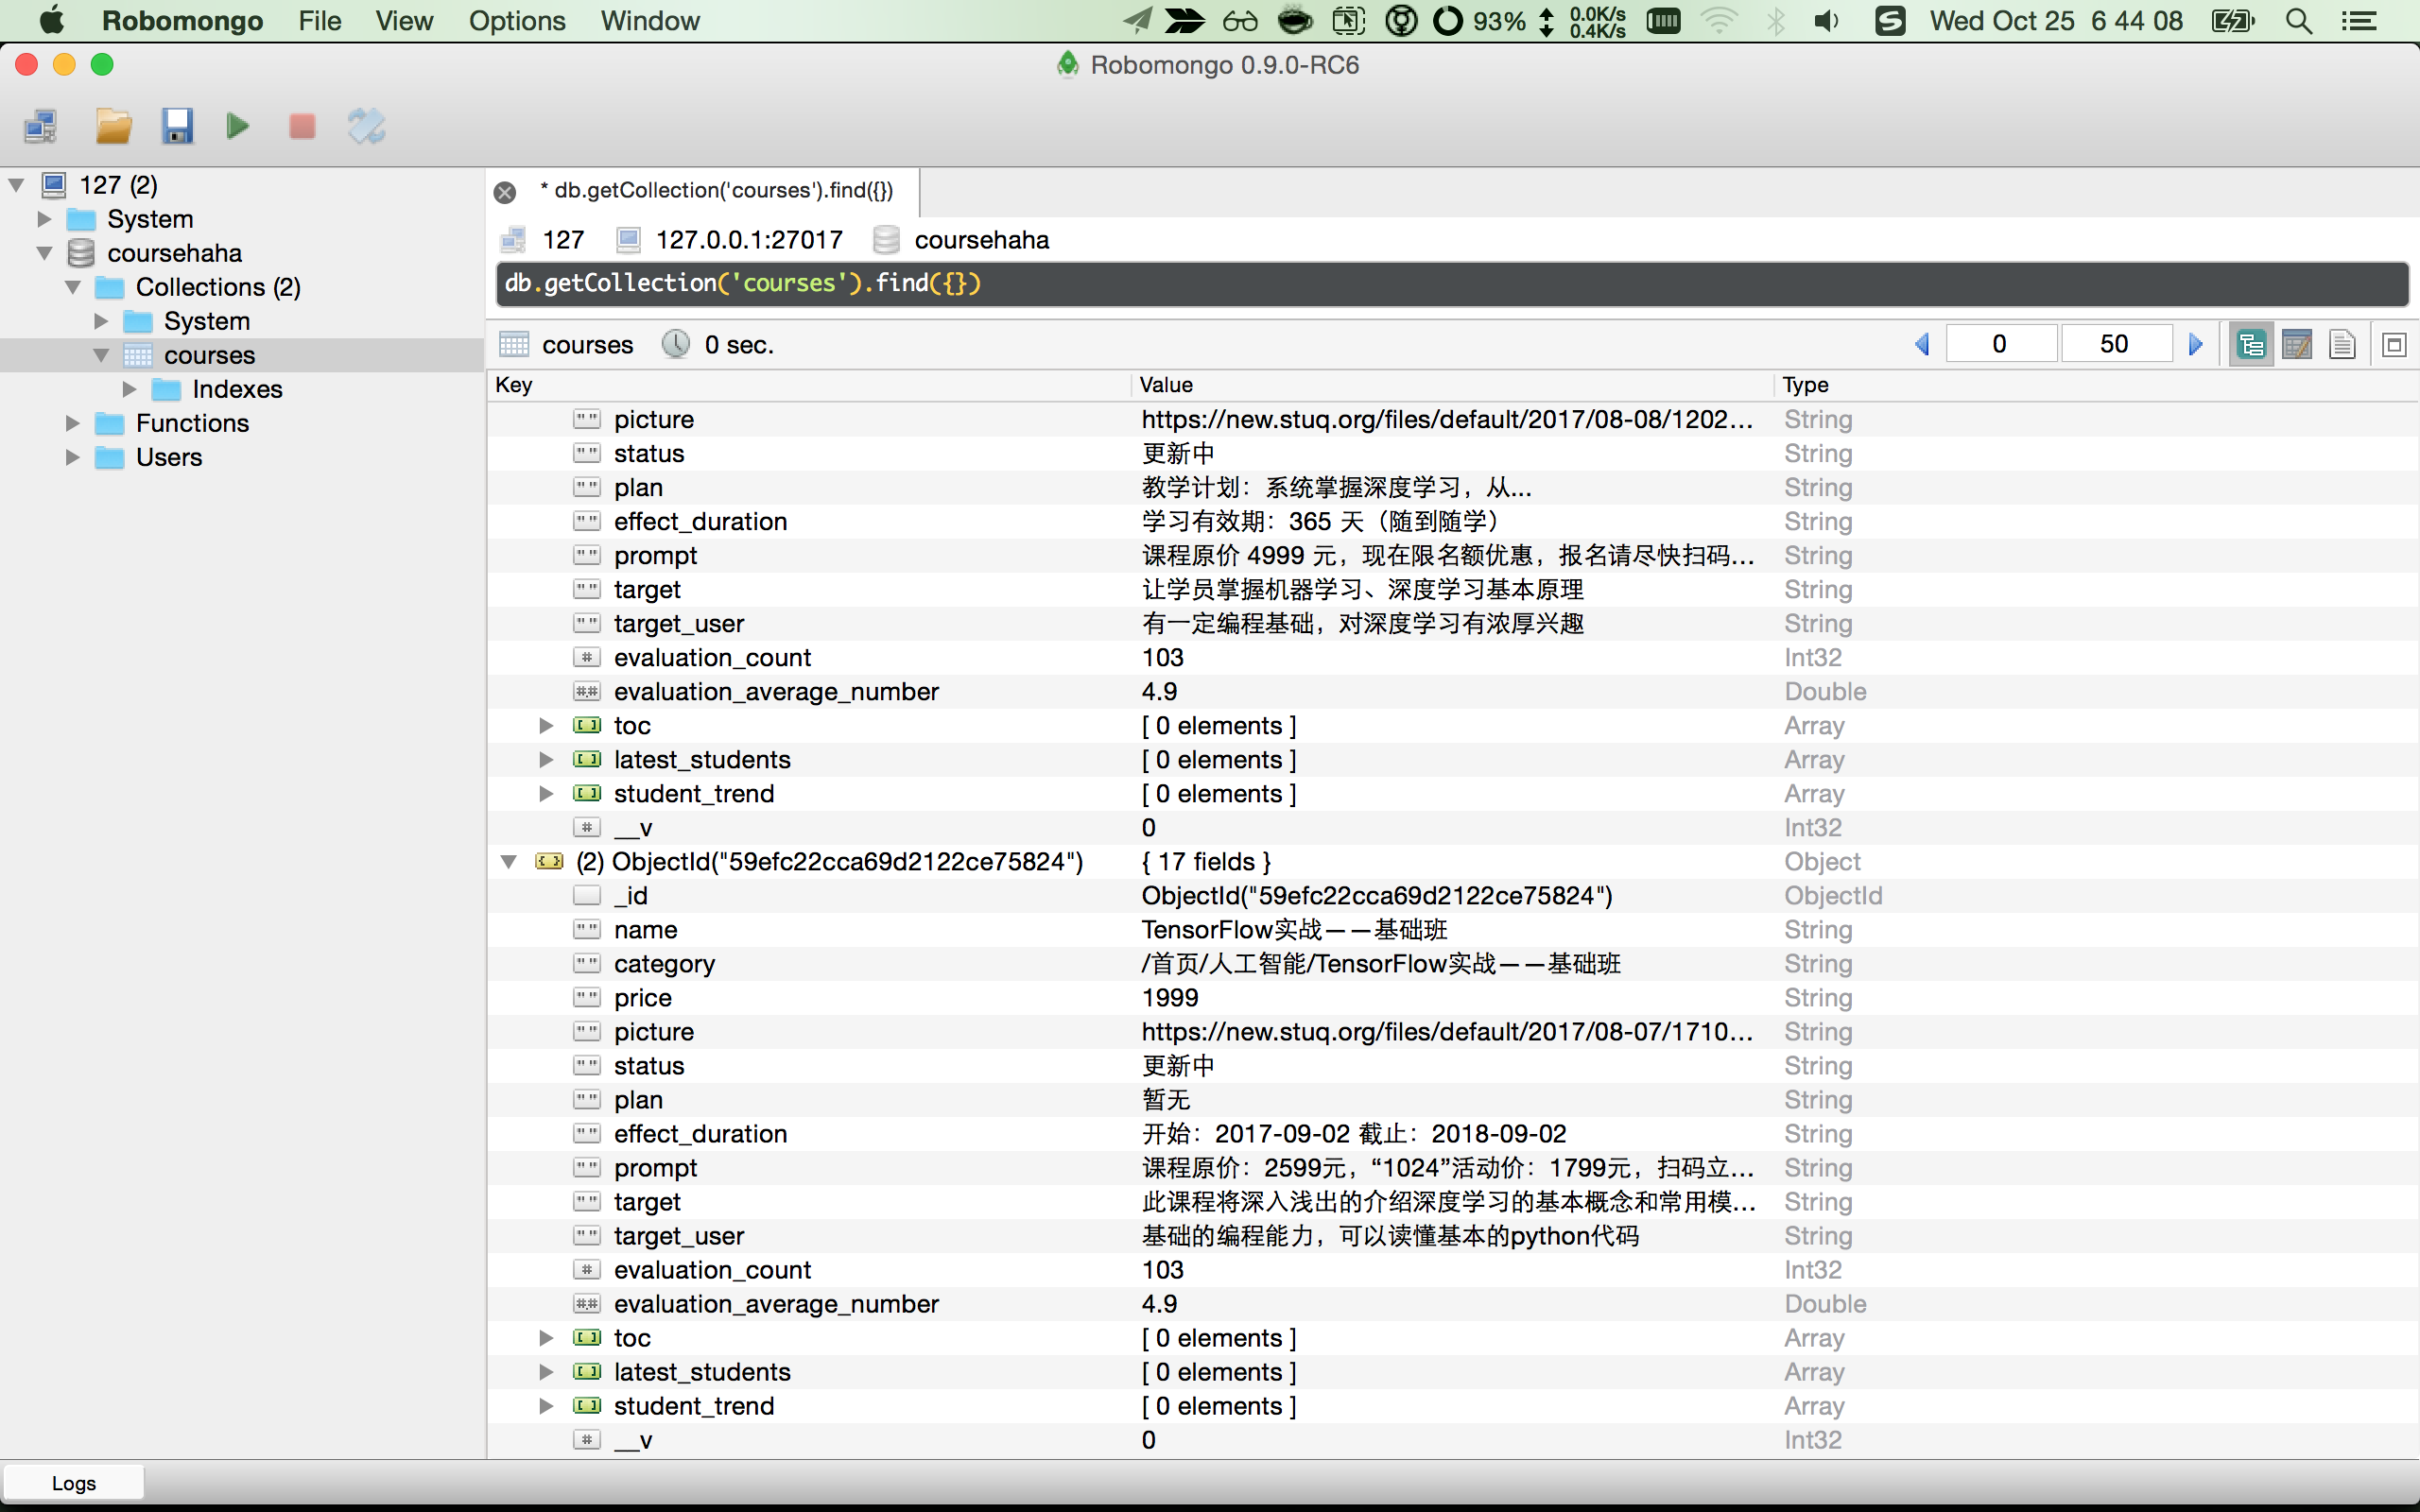 Robomongo File View Options Window 93% 0.0K/s 0.4K/s Wed Oct 25 6 44 08
Robomongo 0.9.0-RC6
127 (2)
System
coursehaha
Collections (2)
System
courses
Indexes
Functions
Users
* db.getCollection('courses').find({})
127 127.0.0.1:27017 coursehaha
db.getCollection('courses').find({})
courses 0 sec. 0 50
Key Value Type
picture https://new.stuq.org/files/default/2017/08-08/1202... String
status 更新中 String
plan 教学计划：系统掌握深度学习，从... String
effect_duration 学习有效期：365 天（随到随学） String
prompt 课程原价 4999 元，现在限名额优惠，报名请尽快扫码... String
target 让学员掌握机器学习、深度学习基本原理 String
target_user 有一定编程基础，对深度学习有浓厚兴趣 String
evaluation_count 103 Int32
evaluation_average_number 4.9 Double
toc [ 0 elements ] Array
latest_students [ 0 elements ] Array
student_trend [ 0 elements ] Array
__v 0 Int32
(2) ObjectId("59efc22cca69d2122ce75824") { 17 fields } Object
_id ObjectId("59efc22cca69d2122ce75824") ObjectId
name TensorFlow实战——基础班 String
category /首页/人工智能/TensorFlow实战——基础班 String
price 1999 String
picture https://new.stuq.org/files/default/2017/08-07/1710... String
status 更新中 String
plan 暂无 String
effect_duration 开始：2017-09-02 截止：2018-09-02 String
prompt 课程原价：2599元，“1024”活动价：1799元，扫码立... String
target 此课程将深入浅出的介绍深度学习的基本概念和常用模... String
target_user 基础的编程能力，可以读懂基本的python代码 String
evaluation_count 103 Int32
evaluation_average_number 4.9 Double
toc [ 0 elements ] Array
latest_students [ 0 elements ] Array
student_trend [ 0 elements ] Array
__v 0 Int32
Logs